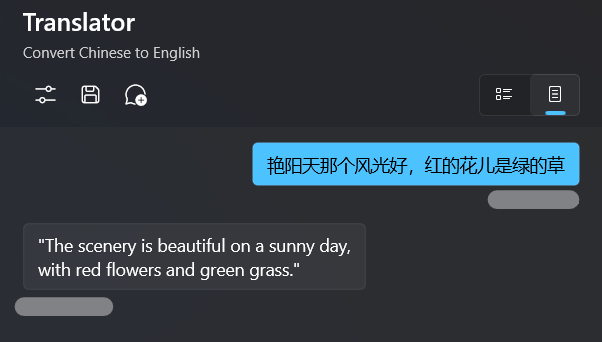 Translator
Convert Chinese to English
艳阳天那个风光好，红的花儿是绿的草
"The scenery is beautiful on a sunny day,
with red flowers and green grass."